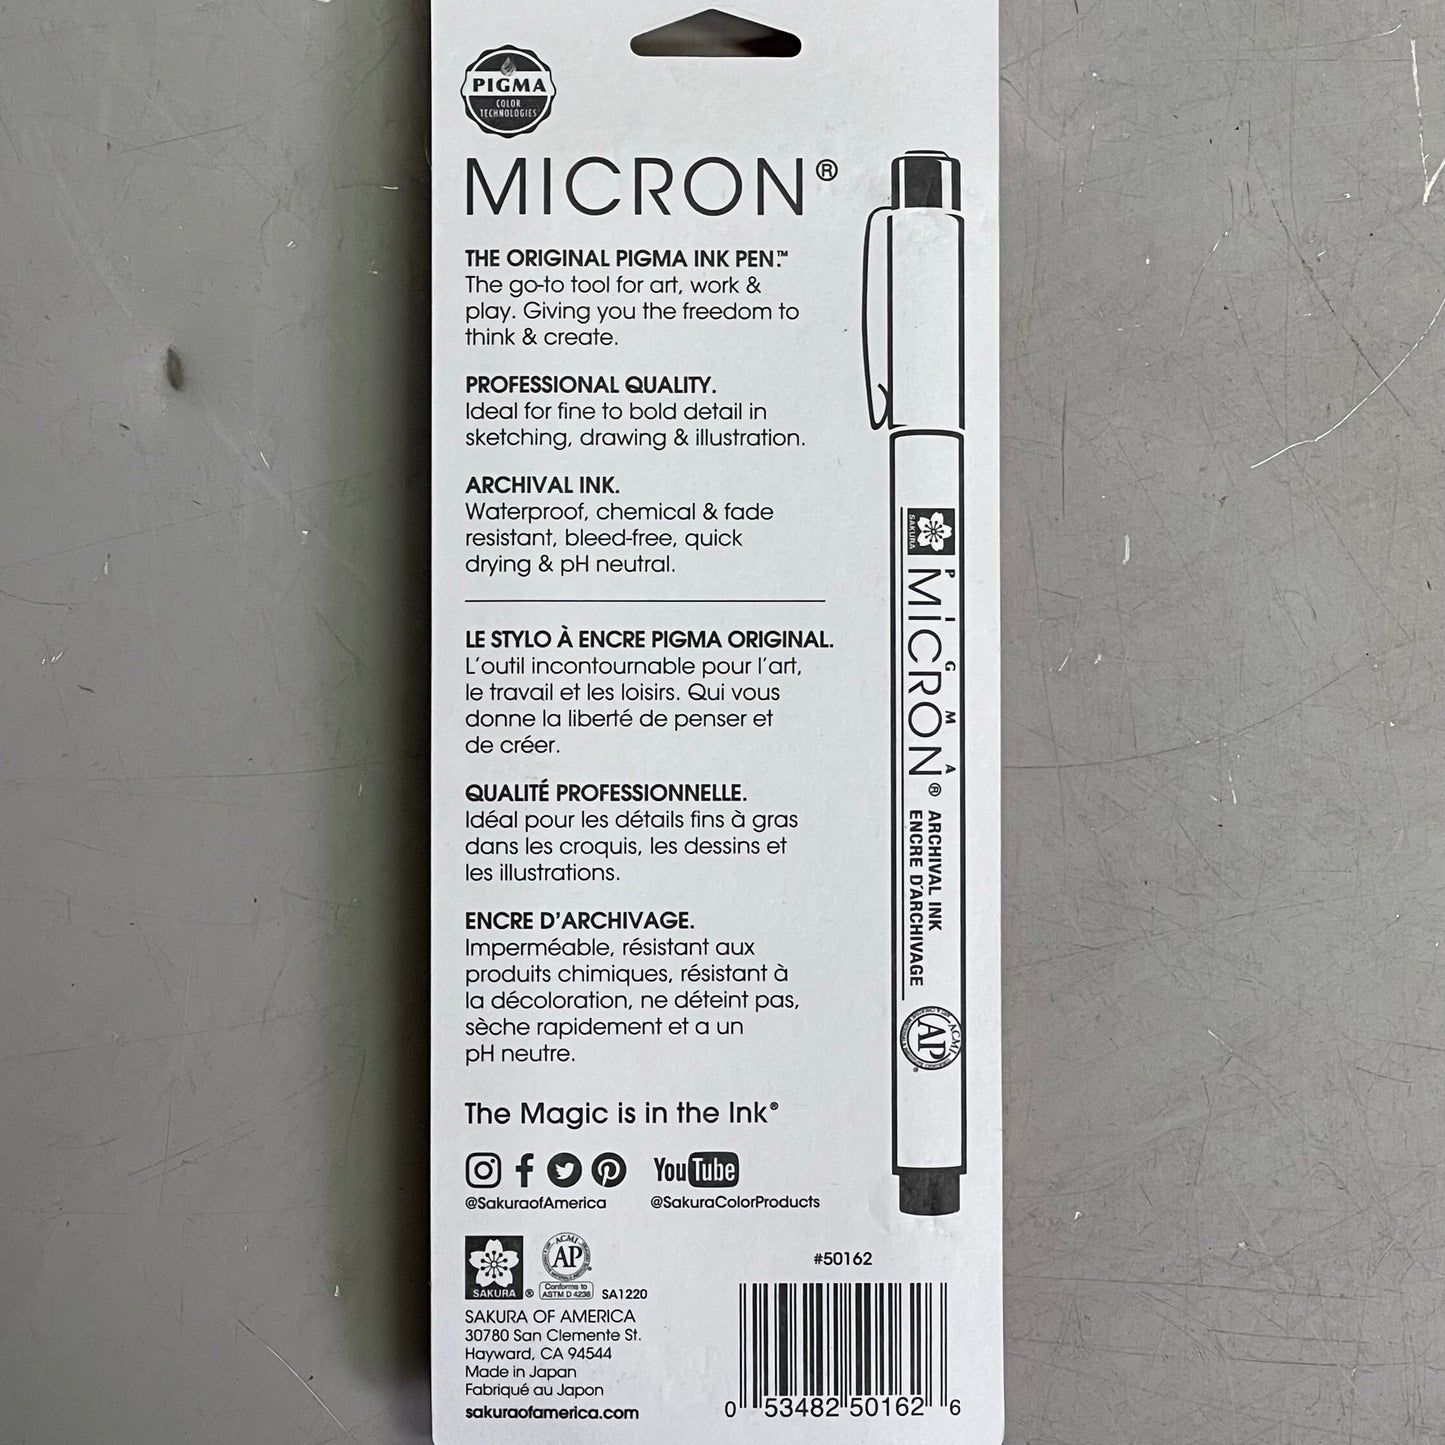 PIGMA
COLOR
TECHNOLOGIES
MICRON®
THE ORIGINAL PIGMA INK PEN.™
The go-to tool for art, work &
play. Giving you the freedom to
think & create.
PROFESSIONAL QUALITY.
Ideal for fine to bold detail in
sketching, drawing & illustration.
ARCHIVAL INK.
Waterproof, chemical & fade
resistant, bleed-free, quick
drying & pH neutral.
LE STYLO À ENCRE PIGMA ORIGINAL.
L'outil incontournable pour l'art,
le travail et les loisirs. Qui vous
donne la liberté de penser et
de créer.
QUALITÉ PROFESSIONNELLE.
Idéal pour les détails fins à gras
dans les croquis, les dessins et
les illustrations.
ENCRE D'ARCHIVAGE.
Imperméable, résistant aux
produits chimiques, résistant à
la décoloration, ne déteint pas,
sèche rapidement et a un
pH neutre.
The Magic is in the Ink®
YouTube
@SakuraofAmerica
@SakuraColorProducts
SAKURA ®
ACMI
AP
®
Conforms to
ASTM D 4236
SA1220
SAKURA OF AMERICA
30780 San Clemente St.
Hayward, CA 94544
Made in Japan
Fabriqué au Japon
sakuraofamerica.com
#50162
0 53482 50162 6
SAKURA
PIGMA
MICRON®
ARCHIVAL INK
ENCRE D'ARCHIVAGE
ACMI
AP
®